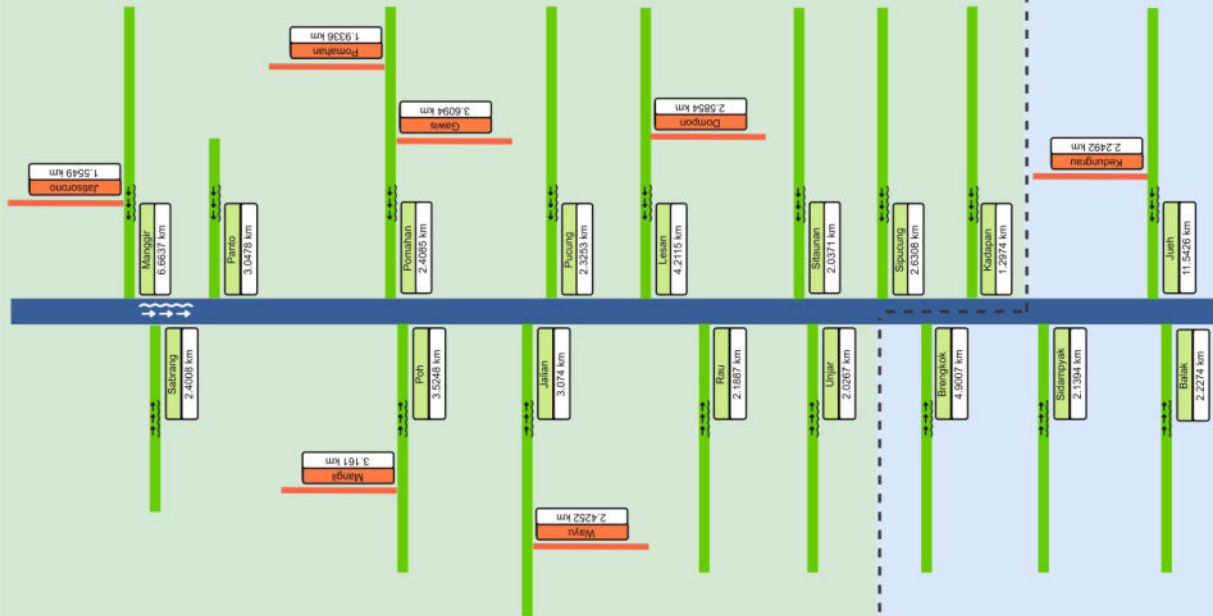 1.9336 km
Pomahan
3.6094 km
Gawis
2.5854 km
Dompon
2.2492 km
Kedungrau
1.5549 km
Jatisorono
Manggir
6.6637 km
Panto
3.0478 km
Pomahan
2.4085 km
Pucung
2.3253 km
Lesan
4.2115 km
Sitaunan
2.0371 km
Sipucung
2.6308 km
Kadapan
1.2974 km
Jueh
11.5426 km
Sabrang
2.4008 km
Poh
3.5248 km
Jalian
3.074 km
Rau
2.1887 km
Unjar
2.0267 km
Brengkok
4.9007 km
Sidampyak
2.1394 km
Balak
2.2274 km
3.161 km
Mangli
2.4252 km
Wayu